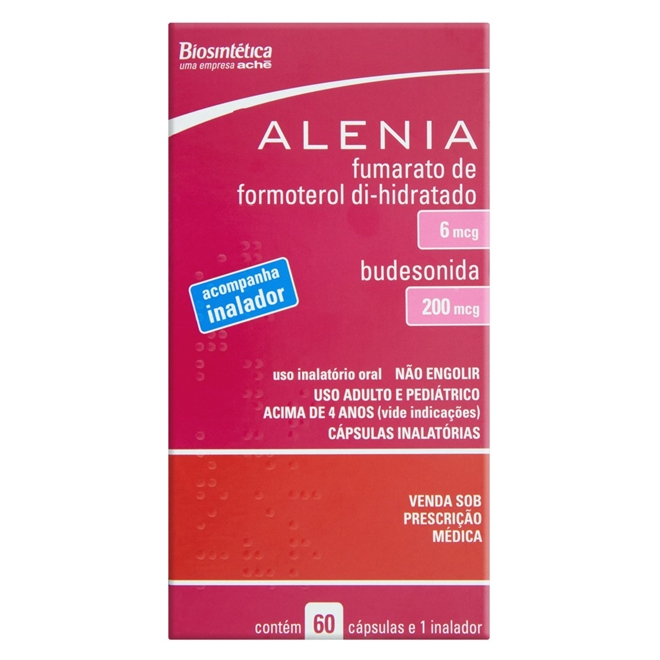 Biosintética
uma empresa achē
ALENIA
fumarato de
formoterol di-hidratado
6 mcg
budesonida
200 mcg
acompanha
inalador
uso inalatório oral NÃO ENGOLIR
USO ADULTO E PEDIÁTRICO
ACIMA DE 4 ANOS (vide indicações)
CÁPSULAS INALATÓRIAS
VENDA SOB
PRESCRIÇÃO
MÉDICA
contém 60 cápsulas e 1 inalador